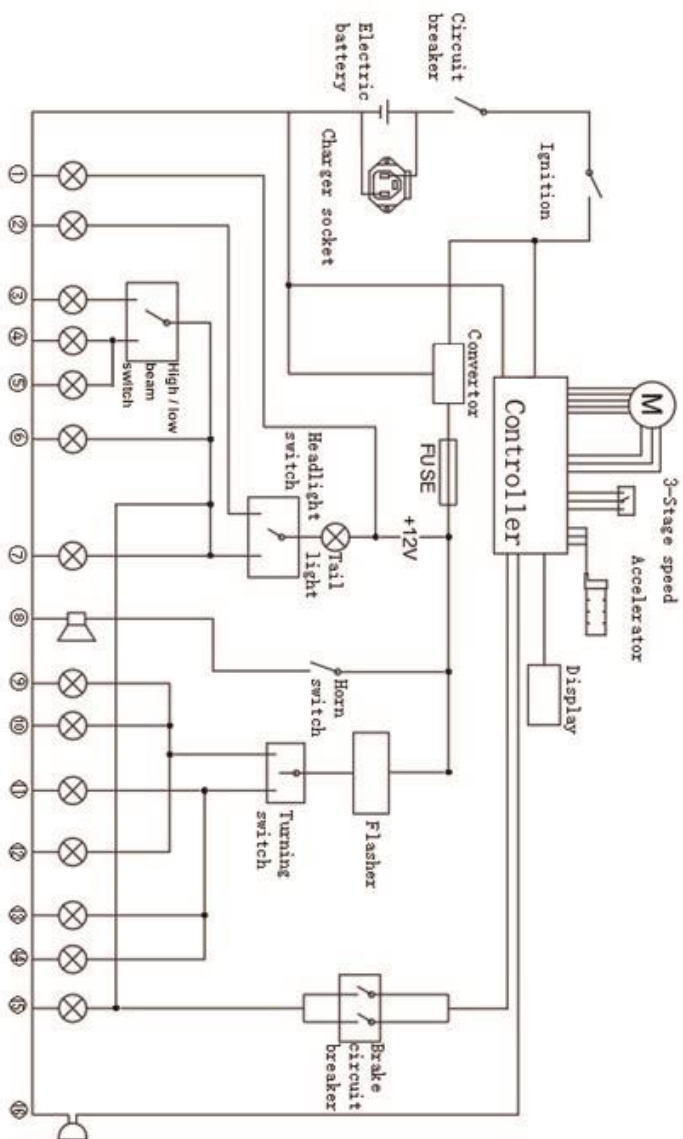 Circuit
breaker
Electric
battery
Charger socket
Ignition
Convertor
FUSE
+12V
Controller
M
3-Stage speed
Accelerator
Display
High / low
beam
switch
Headlight
switch
Tail
light
Horn
switch
Flasher
Turning
switch
Brake
circuit
breaker
①
②
③
④
⑤
⑥
⑦
⑧
⑨
⑩
⑪
⑫
⑬
⑭
⑮
⑯